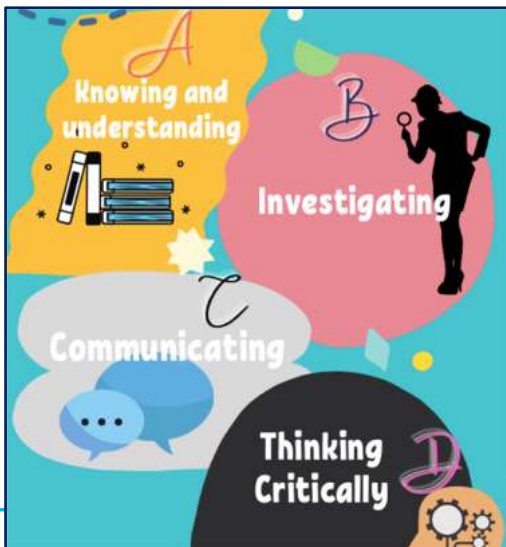 A
Knowing and
understanding
B
Investigating
C
Communicating
Thinking
Critically
D